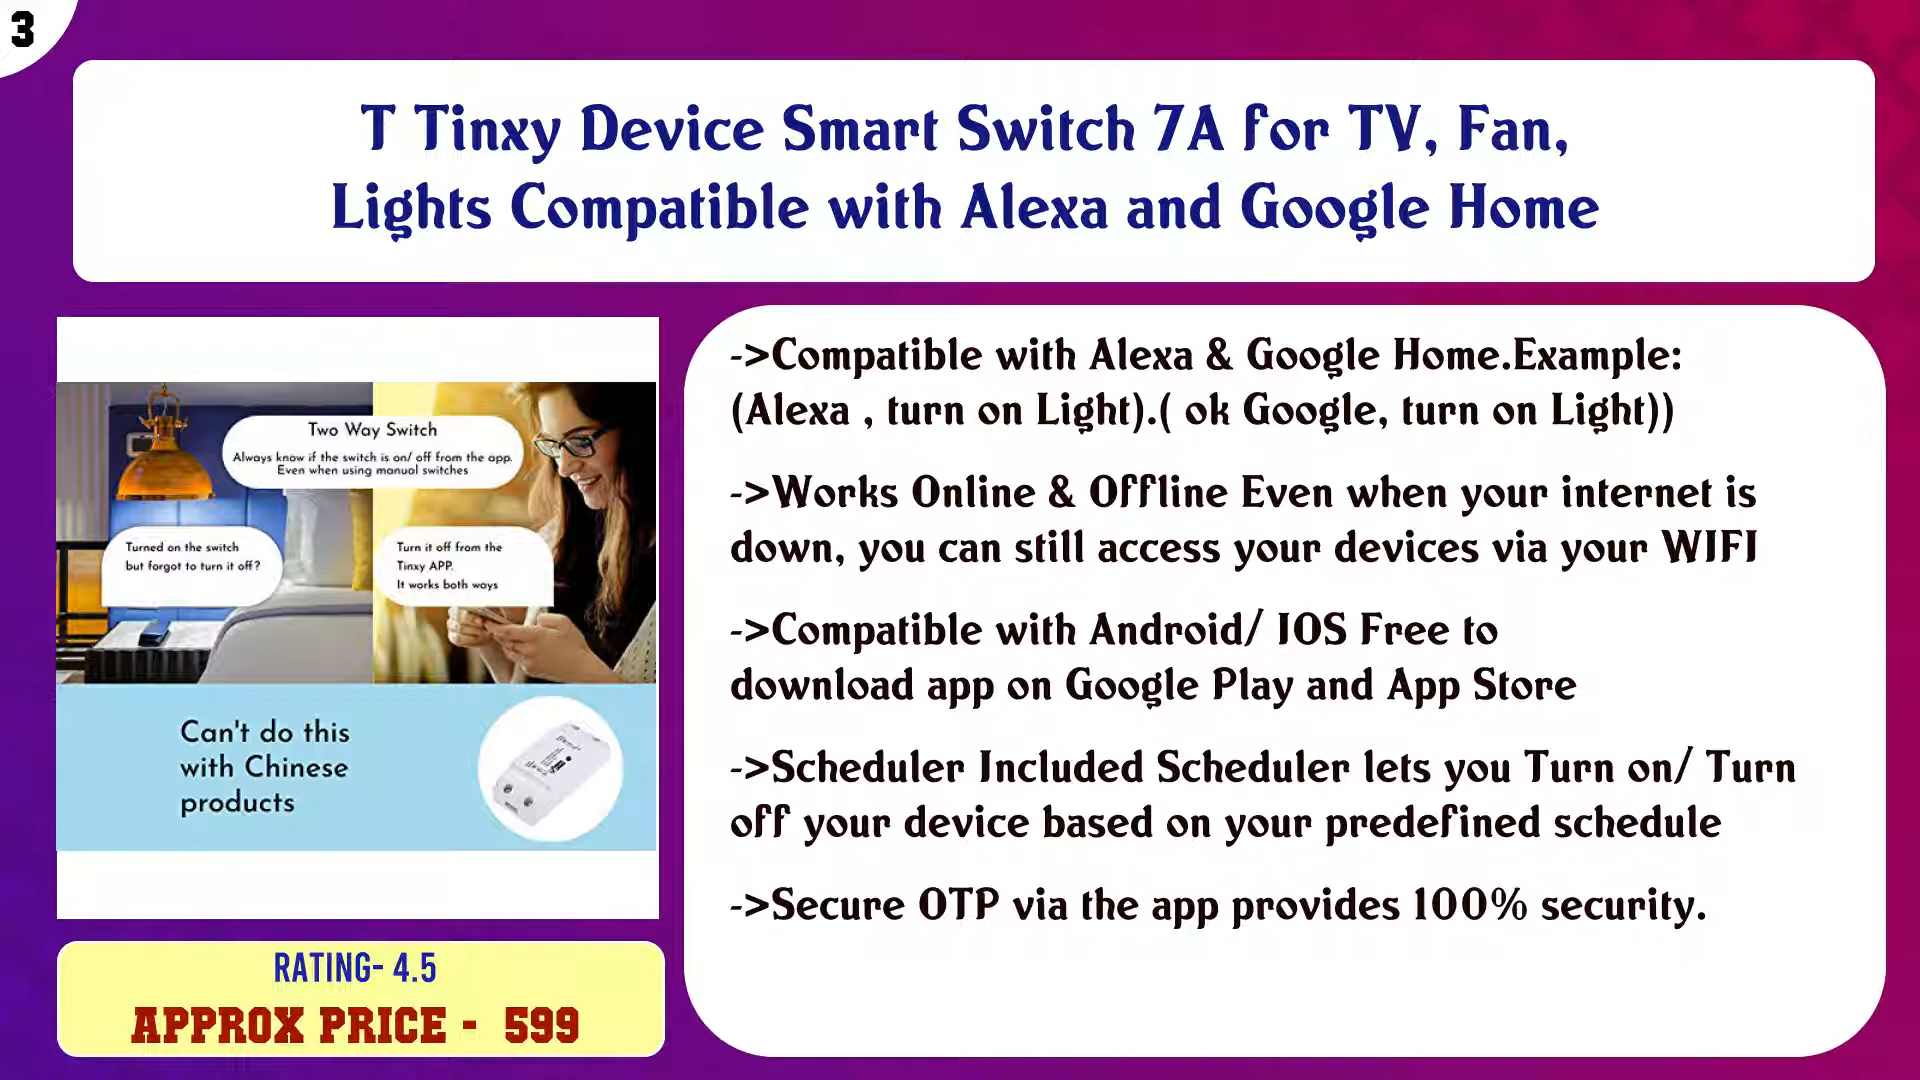 3
T Tinxy Device Smart Switch 7A for TV, Fan,
Lights Compatible with Alexa and Google Home
Two Way Switch
Always know if the switch is on/ off from the app.
Even when using manual switches
Turned on the switch
but forgot to turn it off?
Turn it off from the
Tinxy APP.
It works both ways
Can't do this
with Chinese
products
RATING- 4.5
APPROX PRICE - 599
->Compatible with Alexa & Google Home.Example:
(Alexa , turn on Light).( ok Google, turn on Light))
->Works Online & Offline Even when your internet is
down, you can still access your devices via your WIFI
->Compatible with Android/ IOS Free to
download app on Google Play and App Store
->Scheduler Included Scheduler lets you Turn on/ Turn
off your device based on your predefined schedule
->Secure OTP via the app provides 100% security.